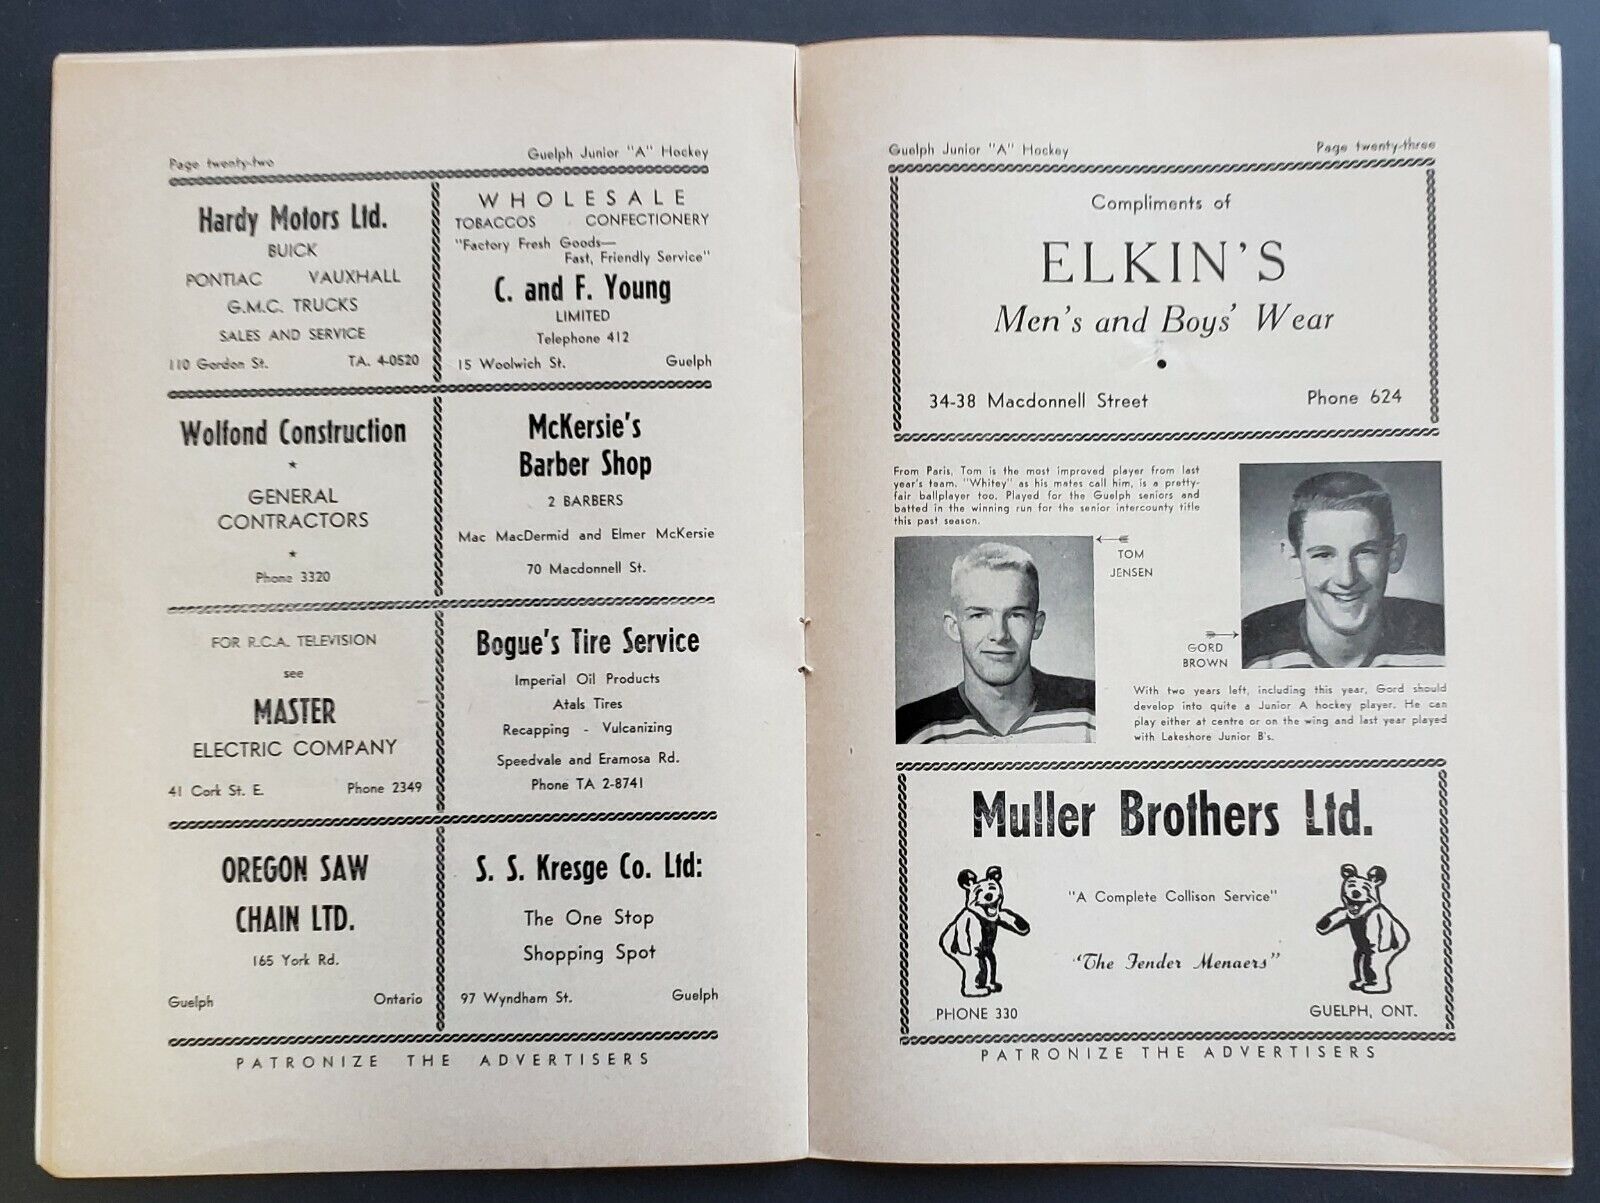 Page twenty-two
Guelph Junior "A" Hockey
Hardy Motors Ltd.
BUICK
PONTIAC VAUXHALL
G.M.C. TRUCKS
SALES AND SERVICE
110 Gordon St. TA. 4-0520
WHOLESALE
TOBACCOS CONFECTIONERY
"Factory Fresh Goods—
Fast, Friendly Service"
C. and F. Young
LIMITED
Telephone 412
15 Woolwich St. Guelph
Wolfond Construction
GENERAL
CONTRACTORS
Phone 3320
McKersie's
Barber Shop
2 BARBERS
Mac MacDermid and Elmer McKersie
70 Macdonnell St.
FOR R.C.A. TELEVISION
see
MASTER
ELECTRIC COMPANY
41 Cork St. E. Phone 2349
Bogue's Tire Service
Imperial Oil Products
Atals Tires
Recapping - Vulcanizing
Speedvale and Eramosa Rd.
Phone TA 2-8741
OREGON SAW
CHAIN LTD.
165 York Rd.
Guelph Ontario
S. S. Kresge Co. Ltd:
The One Stop
Shopping Spot
97 Wyndham St. Guelph
PATRONIZE THE ADVERTISERS
Guelph Junior "A" Hockey
Page twenty-three
Compliments of
ELKIN'S
Men's and Boys' Wear
34-38 Macdonnell Street Phone 624
From Paris, Tom is the most improved player from last
year's team. "Whitey" as his mates call him, is a pretty-
fair ballplayer too. Played for the Guelph seniors and
batted in the winning run for the senior intercounty title
this past season.
TOM
JENSEN
GORD
BROWN
With two years left, including this year, Gord should
develop into quite a Junior A hockey player. He can
play either at centre or on the wing and last year played
with Lakeshore Junior B's.
Muller Brothers Ltd.
"A Complete Collison Service"
"The Fender Menaers"
PHONE 330
GUELPH, ONT.
PATRONIZE THE ADVERTISERS